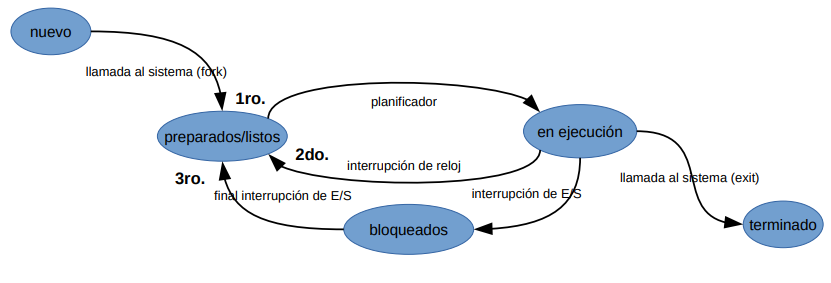 nuevo
llamada al sistema (fork)
1ro.
planificador
preparados/listos
en ejecución
2do.
interrupción de reloj
3ro.
llamada al sistema (exit)
final interrupción de E/S
interrupción de E/S
bloqueados
terminado